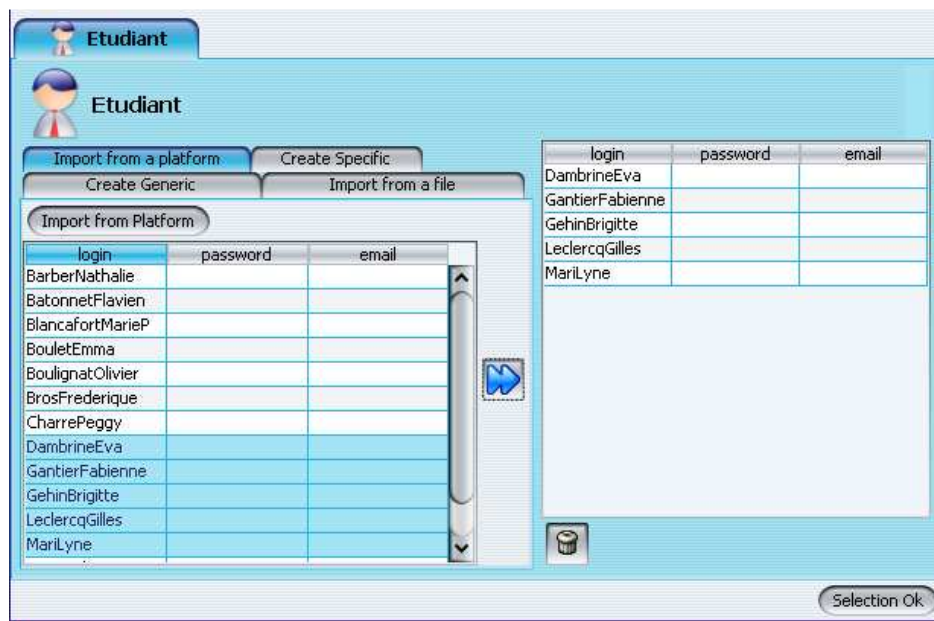 Etudiant
Etudiant
Import from a platform
Create Specific
Create Generic
Import from a file
Import from Platform
login password email
BarberNathalie
BatonnetFlavien
BlancafortMarieP
BouletEmma
BoulignatOlivier
BrosFrederique
CharrePeggy
DambrineEva
GantierFabienne
GehinBrigitte
LeclercqGilles
MariLyne
login password email
DambrineEva
GantierFabienne
GehinBrigitte
LeclercqGilles
MariLyne
Selection Ok